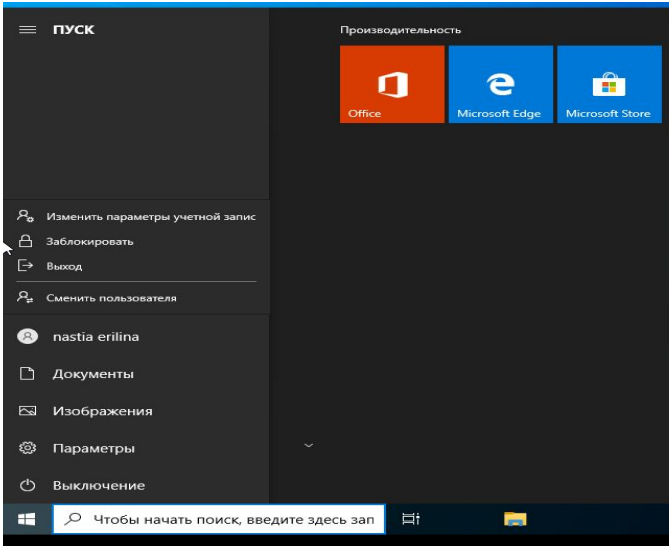 ПУСК
Производительность
Office
Microsoft Edge
Microsoft Store
Изменить параметры учетной запис
Заблокировать
Выход
Сменить пользователя
nastia erilina
Документы
Изображения
Параметры
Выключение
Чтобы начать поиск, введите здесь зап